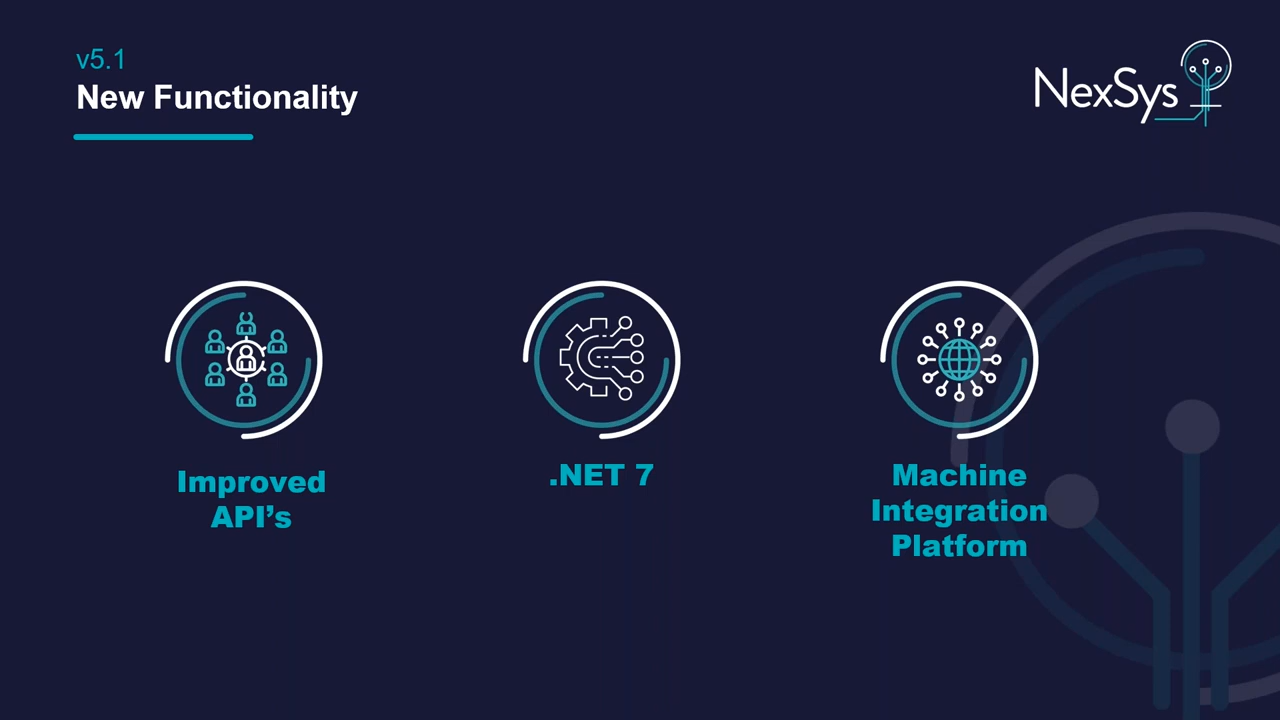 v5.1
New Functionality
NexSys
Improved
API’s
.NET 7
Machine
Integration
Platform